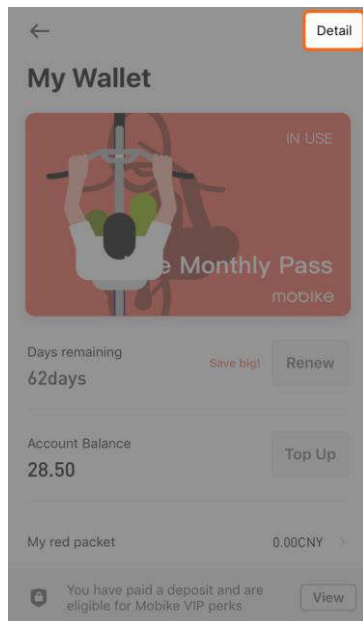 Detail
My Wallet
IN USE
e Monthly Pass
mobike
Days remaining
Save big!
Renew
62days
Account Balance
Top Up
28.50
My red packet
0.00CNY
You have paid a deposit and are
eligible for Mobike VIP perks
View